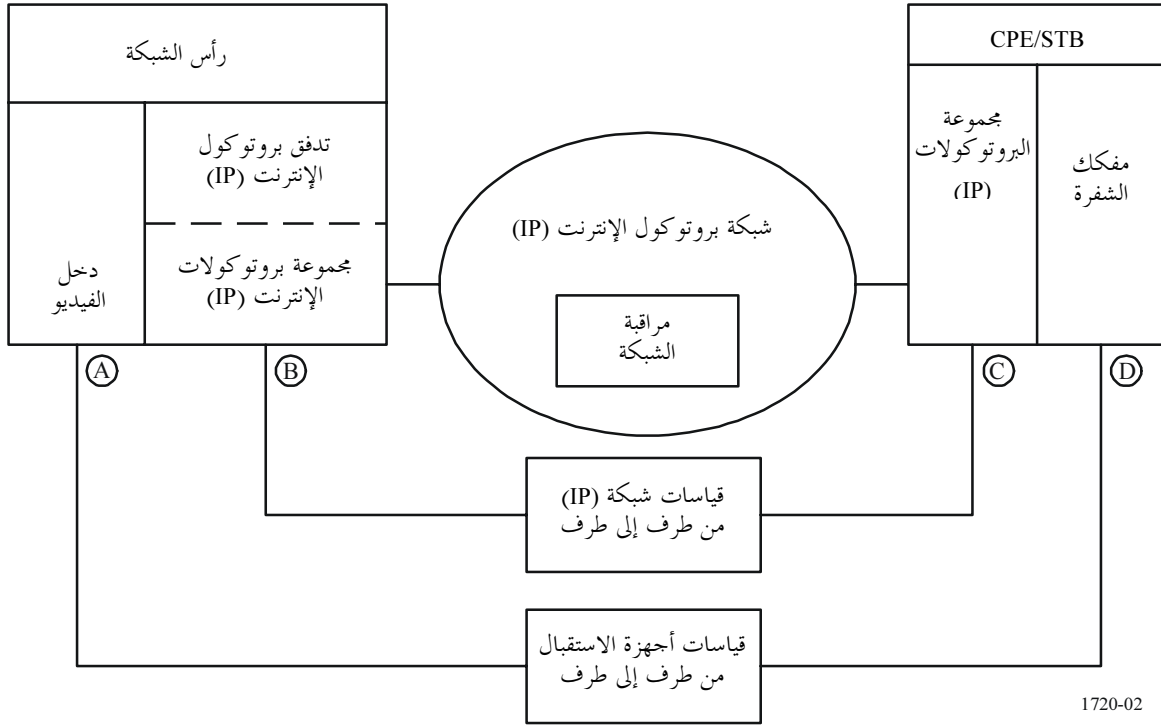 رأس الشبكة
تدفق بروتوكول
الإنترنت (IP)
مجموعة بروتوكولات
الإنترنت (IP)
دخل
الفيديو
A
B
شبكة بروتوكول الإنترنت (IP)
مراقبة
الشبكة
CPE/STB
مجموعة
البروتوكولات
(IP)
مفكك
الشفرة
C
D
قياسات شبكة (IP)
من طرف إلى طرف
قياسات أجهزة الاستقبال
من طرف إلى طرف
1720-02